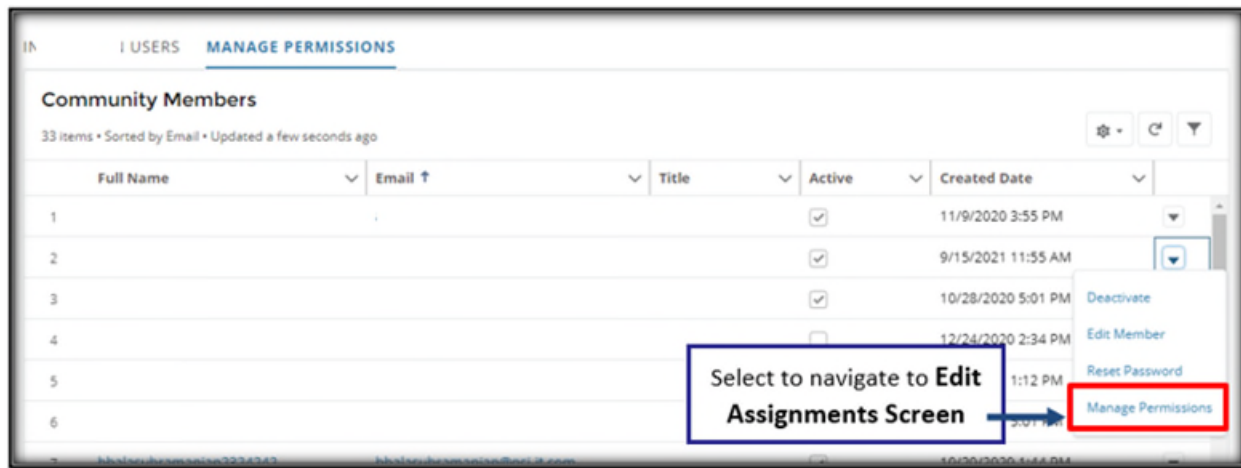 IN
USERS MANAGE PERMISSIONS
Community Members
33 items • Sorted by Email • Updated a few seconds ago
Full Name Email ↑ Title Active Created Date
1 11/9/2020 3:55 PM
2 9/15/2021 11:55 AM
3 10/28/2020 5:01 PM
Deactivate
4 12/24/2020 2:34 PM
Edit Member
5 1:12 PM
Reset Password
6
Manage Permissions
Select to navigate to Edit
Assignments Screen